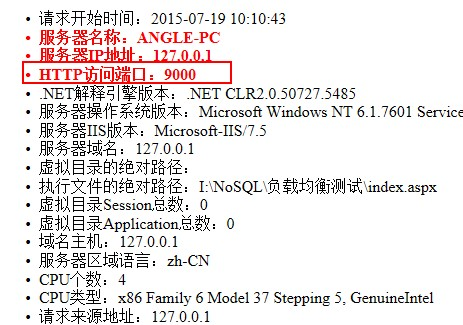 请求开始时间：2015-07-19 10:10:43
服务器名称：ANGLE-PC
服务器IP地址：127.0.0.1
HTTP访问端口：9000
.NET解释引擎版本：.NET CLR2.0.50727.5485
服务器操作系统版本：Microsoft Windows NT 6.1.7601 Service
服务器IIS版本：Microsoft-IIS/7.5
服务器域名：127.0.0.1
虚拟目录的绝对路径：
执行文件的绝对路径：I:\NoSQL\负载均衡测试\index.aspx
虚拟目录Session总数：0
虚拟目录Application总数：0
域名主机：127.0.0.1
服务器区域语言：zh-CN
CPU个数：4
CPU类型：x86 Family 6 Model 37 Stepping 5, GenuineIntel
请求来源地址：127.0.0.1